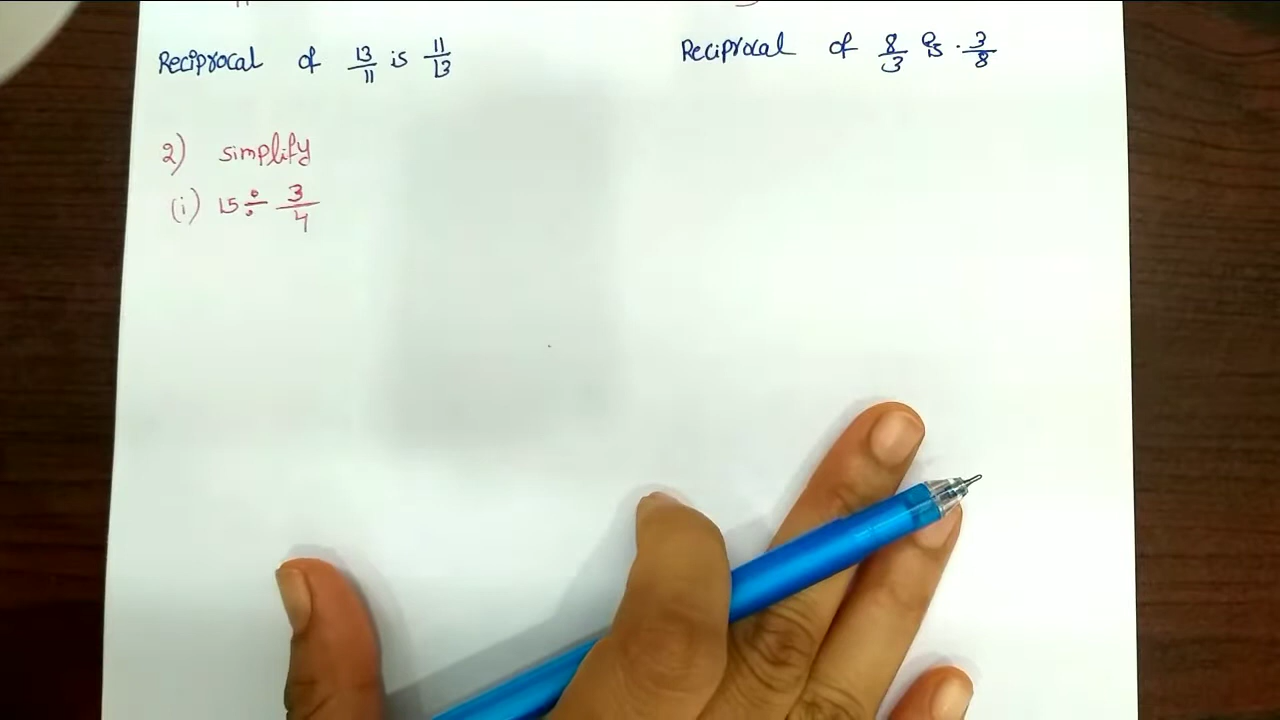 Reciprocal of 13/11 is 11/13
Reciprocal of 8/3 is 3/8
2) simplify
(i) 15 ÷ 3/4